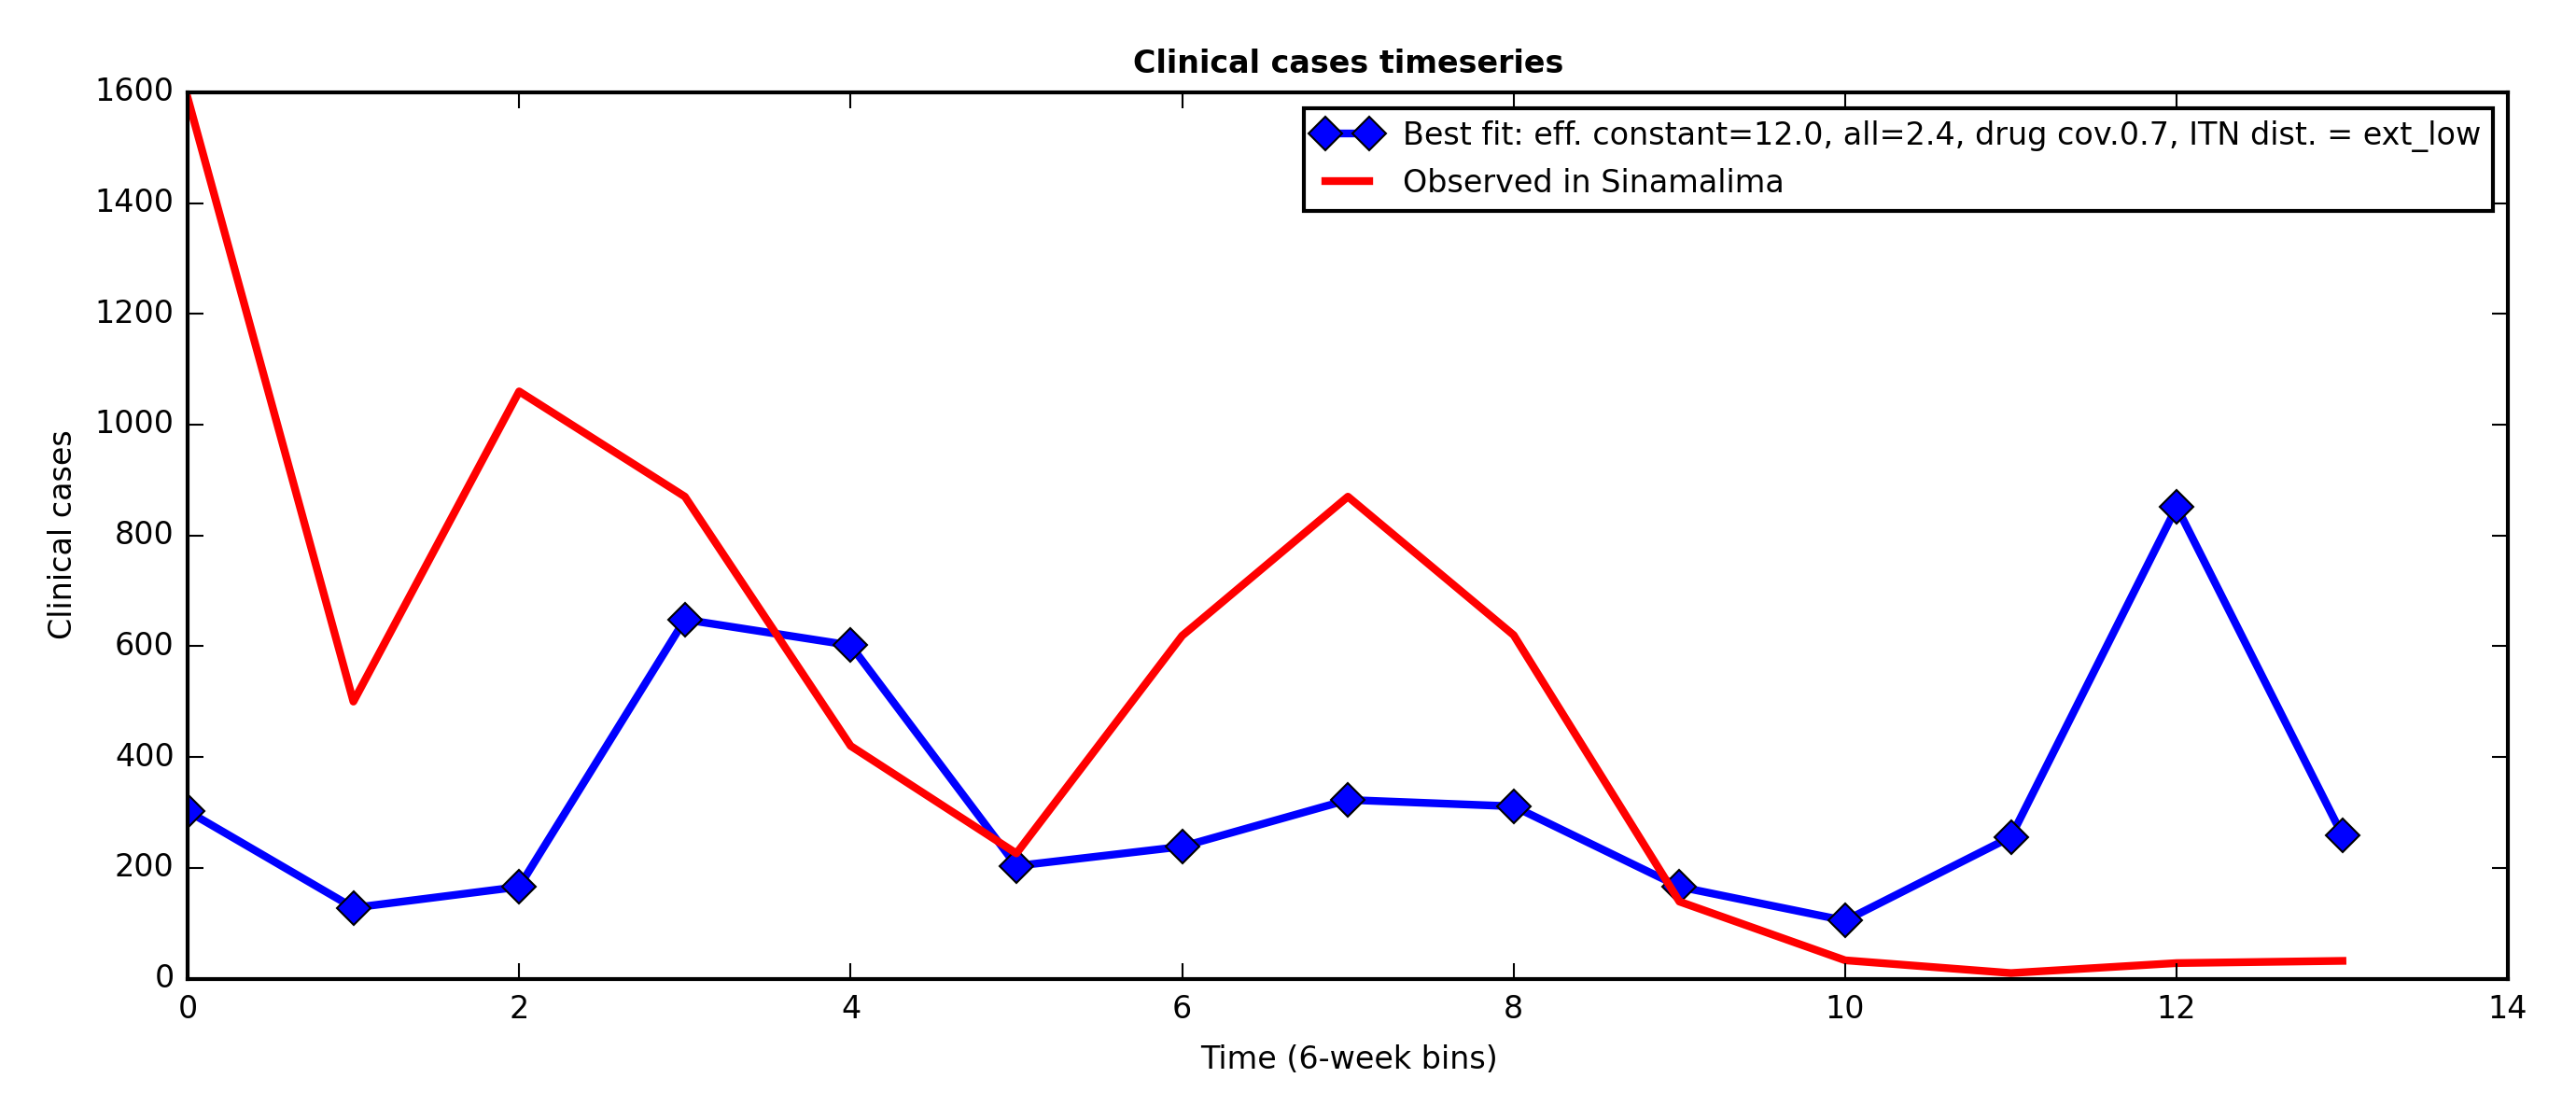 Clinical cases timeseries
Best fit: eff. constant=12.0, all=2.4, drug cov.0.7, ITN dist. = ext_low
Observed in Sinamalima
1600
1400
1200
1000
800
600
400
200
0
Clinical cases
0 2 4 6 8 10 12 14
Time (6-week bins)